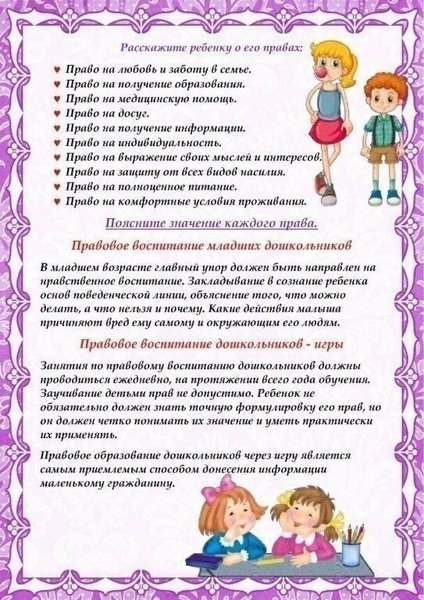 Расскажите ребенку о его правах:
Право на любовь и заботу в семье.
Право на получение образования.
Право на медицинскую помощь.
Право на досуг.
Право на получение информации.
Право на индивидуальность.
Право на выражение своих мыслей и интересов.
Право на защиту от всех видов насилия.
Право на полноценное питание.
Право на комфортные условия проживания.
Поясните значение каждого права.
Правовое воспитание младших дошкольников
В младшем возрасте главный упор должен быть направлен на
нравственное воспитание. Закладывание в сознание ребенка
основ поведенческой линии, объяснение того, что можно
делать, а что нельзя и почему. Какие действия малыша
причиняют вред ему самому и окружающим его людям.
Правовое воспитание дошкольников - игры
Занятия по правовому воспитанию дошкольников должны
проводиться ежедневно, на протяжении всего года обучения.
Заучивание детьми прав не допустимо. Ребенок не
обязательно должен знать точную формулировку его прав, но
он должен четко понимать их значение и уметь практически
их применять.
Правовое образование дошкольников через игру является
самым приемлемым способом донесения информации
маленькому гражданину.